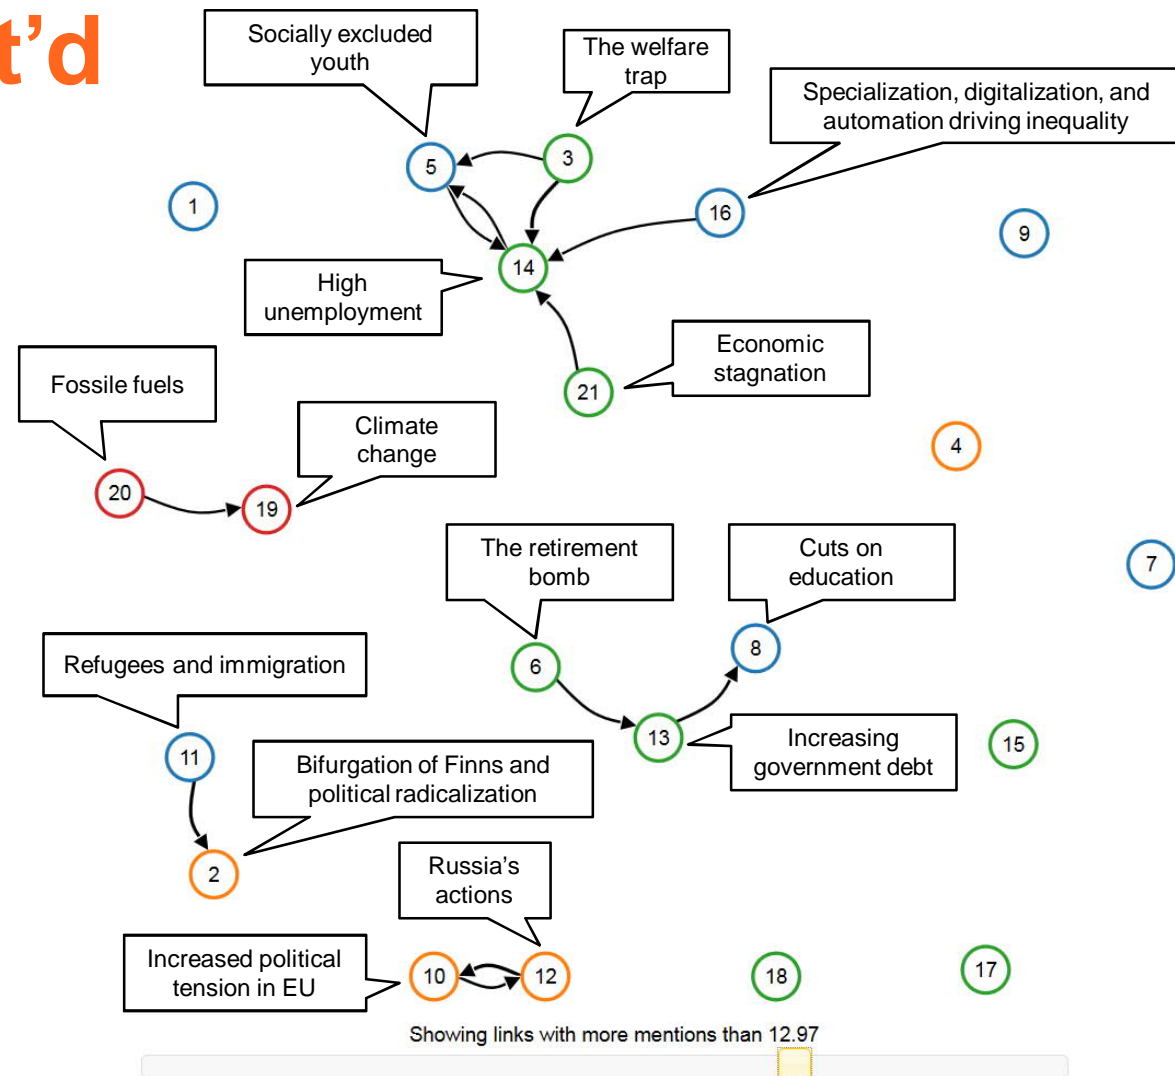 t’d
Socially excluded
youth
The welfare
trap
Specialization, digitalization, and
automation driving inequality
5
3
1
16
9
14
High
unemployment
Economic
stagnation
21
Fossile fuels
Climate
change
4
20
19
The retirement
bomb
Cuts on
education
7
8
Refugees and immigration
6
13
Increasing
government debt
15
11
Bifurgation of Finns and
political radicalization
2
Russia’s
actions
Increased political
tension in EU
10
12
18
17
Showing links with more mentions than 12.97